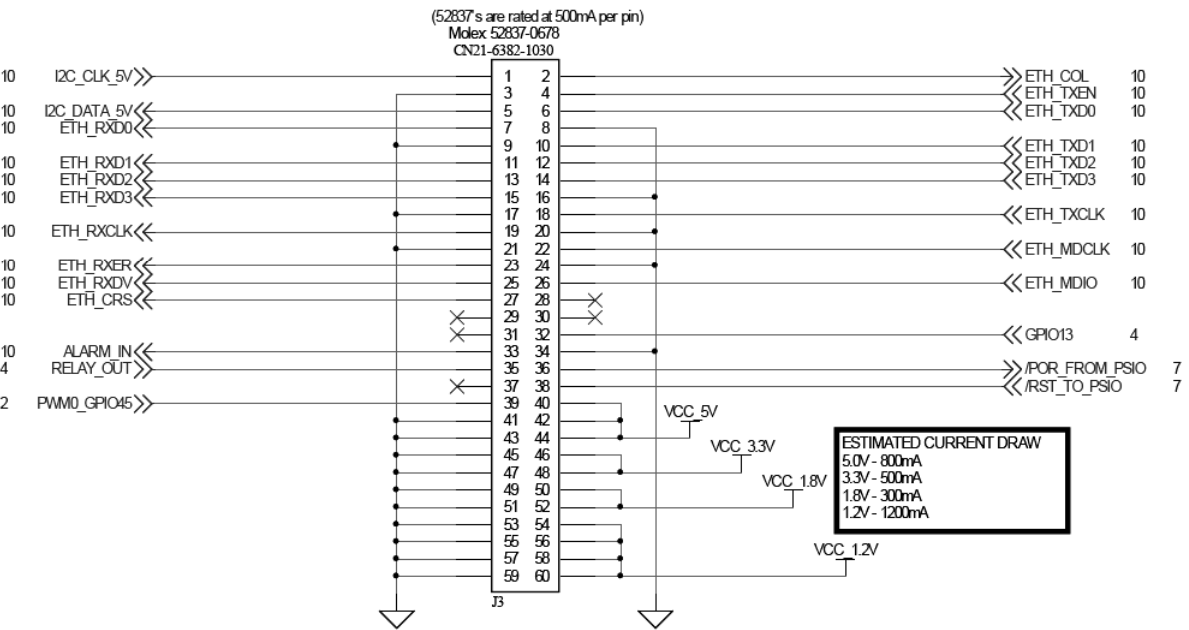 (52837's are rated at 500mA per pin)
Molex 52837-0678
CN21-6382-1030
10 I2C_CLK_5V 1 2 ETH_COL 10
3 4 ETH_TXEN 10
10 I2C_DATA_5V 5 6 ETH_TXD0 10
10 ETH_RXD0 7 8
9 10 ETH_TXD1 10
10 ETH_RXD1 11 12 ETH_TXD2 10
10 ETH_RXD2 13 14 ETH_TXD3 10
10 ETH_RXD3 15 16
17 18 ETH_TXCLK 10
10 ETH_RXCLK 19 20
21 22 ETH_MDCLK 10
10 ETH_RXER 23 24
10 ETH_RXDV 25 26 ETH_MDIO 10
10 ETH_CRS 27 28
29 30
31 32 GPIO13 4
10 ALARM_IN 33 34
4 RELAY_OUT 35 36 /POR_FROM_PSIO 7
37 38 /RST_TO_PSIO 7
2 PWM0_GPIO45 39 40
41 42 VCC_5V
43 44
45 46 VCC_3.3V
47 48
49 50 VCC_1.8V
51 52
53 54
55 56 VCC_1.2V
57 58
59 60
J3
ESTIMATED CURRENT DRAW
5.0V - 800mA
3.3V - 500mA
1.8V - 300mA
1.2V - 1200mA